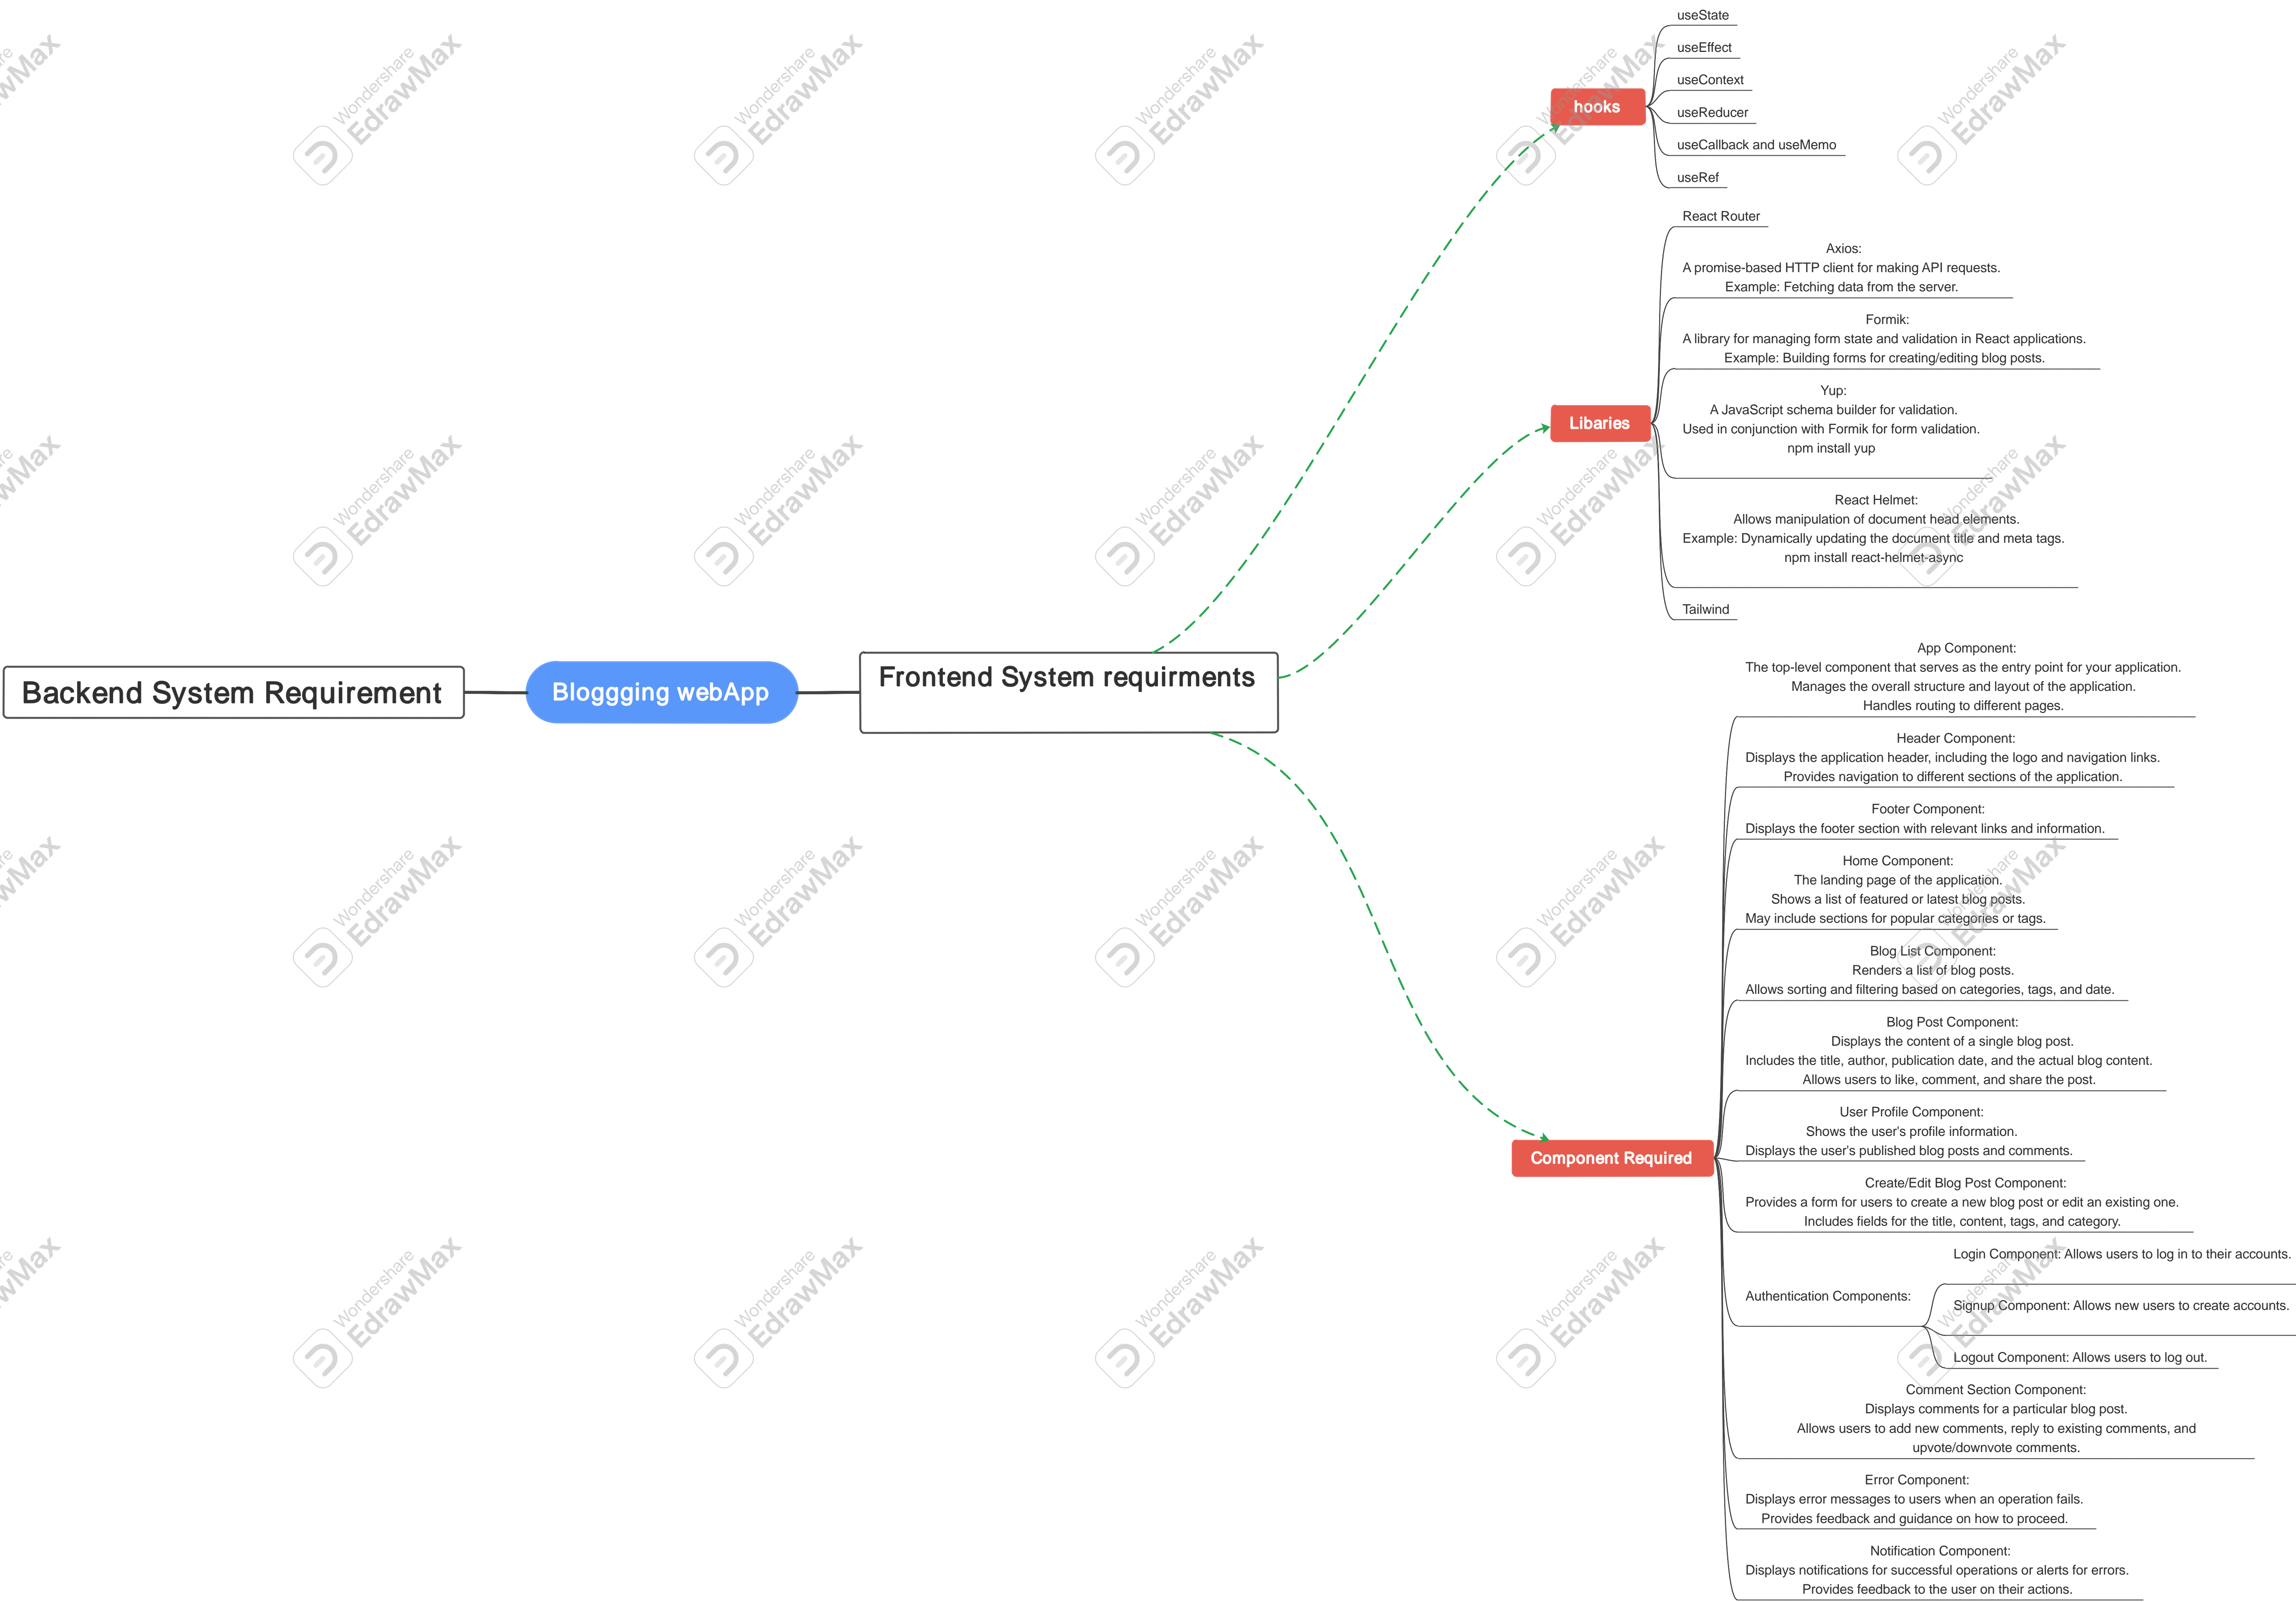 Backend System Requirement
Bloggging webApp
Frontend System requirments
hooks
useState
useEffect
useContext
useReducer
useCallback and useMemo
useRef
Libaries
React Router
Axios:
A promise-based HTTP client for making API requests.
Example: Fetching data from the server.
Formik:
A library for managing form state and validation in React applications.
Example: Building forms for creating/editing blog posts.
Yup:
A JavaScript schema builder for validation.
Used in conjunction with Formik for form validation.
npm install yup
React Helmet:
Allows manipulation of document head elements.
Example: Dynamically updating the document title and meta tags.
npm install react-helmet-async
Tailwind
Component Required
App Component:
The top-level component that serves as the entry point for your application.
Manages the overall structure and layout of the application.
Handles routing to different pages.
Header Component:
Displays the application header, including the logo and navigation links.
Provides navigation to different sections of the application.
Footer Component:
Displays the footer section with relevant links and information.
Home Component:
The landing page of the application.
Shows a list of featured or latest blog posts.
May include sections for popular categories or tags.
Blog List Component:
Renders a list of blog posts.
Allows sorting and filtering based on categories, tags, and date.
Blog Post Component:
Displays the content of a single blog post.
Includes the title, author, publication date, and the actual blog content.
Allows users to like, comment, and share the post.
User Profile Component:
Shows the user's profile information.
Displays the user's published blog posts and comments.
Create/Edit Blog Post Component:
Provides a form for users to create a new blog post or edit an existing one.
Includes fields for the title, content, tags, and category.
Authentication Components:
Login Component: Allows users to log in to their accounts.
Signup Component: Allows new users to create accounts.
Logout Component: Allows users to log out.
Comment Section Component:
Displays comments for a particular blog post.
Allows users to add new comments, reply to existing comments, and
upvote/downvote comments.
Error Component:
Displays error messages to users when an operation fails.
Provides feedback and guidance on how to proceed.
Notification Component:
Displays notifications for successful operations or alerts for errors.
Provides feedback to the user on their actions.
Wondershare
EdrawMax